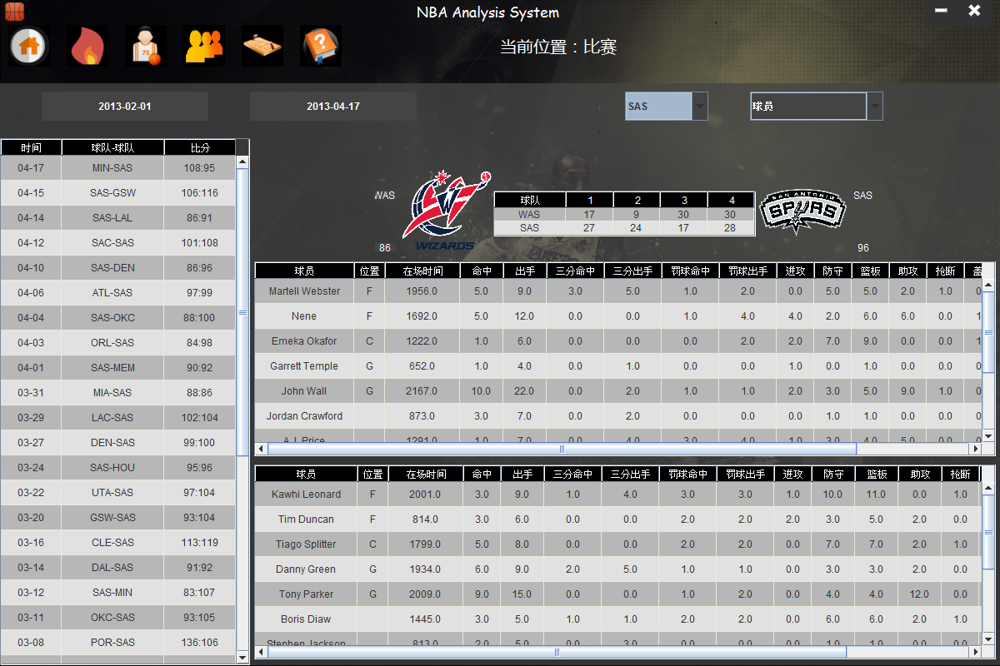 NBA Analysis System
当前位置：比赛
2013-02-01 2013-04-17 SAS 球员
时间 球队-球队 比分
04-17 MIN-SAS 108:95
04-15 SAS-GSW 106:116
04-14 SAS-LAL 86:91
04-12 SAC-SAS 101:108
04-10 SAS-DEN 86:96
04-06 ATL-SAS 97:99
04-04 SAS-OKC 88:100
04-03 ORL-SAS 84:98
04-01 SAS-MEM 90:92
03-31 MIA-SAS 88:86
03-29 LAC-SAS 102:104
03-27 DEN-SAS 99:100
03-24 SAS-HOU 95:96
03-22 UTA-SAS 97:104
03-20 GSW-SAS 93:104
03-16 CLE-SAS 113:119
03-14 DAL-SAS 91:92
03-12 SAS-MIN 83:107
03-11 OKC-SAS 93:105
03-08 POR-SAS 136:106
WAS
86
WIZARDS
球队 1 2 3 4
WAS 17 9 30 30
SAS 27 24 17 28
SAN ANTONIO
SPURS
SAS
96
球员 位置 在场时间 命中 出手 三分命中 三分出手 罚球命中 罚球出手 进攻 防守 篮板 助攻 抢断 盖
Martell Webster F 1956.0 5.0 9.0 3.0 5.0 1.0 2.0 0.0 5.0 5.0 2.0 1.0 0
Nene F 1692.0 5.0 12.0 0.0 0.0 1.0 4.0 4.0 2.0 6.0 6.0 0.0 1
Emeka Okafor C 1222.0 1.0 6.0 0.0 0.0 0.0 2.0 2.0 7.0 9.0 0.0 0.0 1
Garrett Temple G 652.0 1.0 4.0 0.0 1.0 0.0 0.0 1.0 0.0 1.0 0.0 0.0 0
John Wall G 2167.0 10.0 22.0 0.0 2.0 1.0 1.0 2.0 3.0 5.0 9.0 1.0 0
Jordan Crawford 873.0 3.0 7.0 0.0 2.0 0.0 0.0 0.0 1.0 1.0 0.0 0.0 0
A.J. Price 1291.0 1.0 7.0 0.0 4.0 3.0 4.0 1.0 3.0 4.0 5.0 0.0 0
球员 位置 在场时间 命中 出手 三分命中 三分出手 罚球命中 罚球出手 进攻 防守 篮板 助攻 抢断
Kawhi Leonard F 2001.0 3.0 9.0 1.0 4.0 3.0 3.0 1.0 10.0 11.0 0.0 1.0
Tim Duncan F 814.0 3.0 6.0 0.0 0.0 2.0 2.0 2.0 3.0 5.0 2.0 0.0
Tiago Splitter C 1799.0 5.0 8.0 0.0 0.0 2.0 2.0 0.0 7.0 7.0 2.0 1.0
Danny Green G 1934.0 6.0 9.0 2.0 5.0 1.0 1.0 0.0 3.0 3.0 2.0 0.0
Tony Parker G 2009.0 9.0 15.0 0.0 0.0 1.0 2.0 0.0 4.0 4.0 12.0 0.0
Boris Diaw 1445.0 3.0 5.0 1.0 1.0 2.0 2.0 0.0 6.0 6.0 2.0 1.0
Stephen Jackson 813.0 2.0 5.0 0.0 3.0 0.0 0.0 0.0 1.0 1.0 2.0 0.0